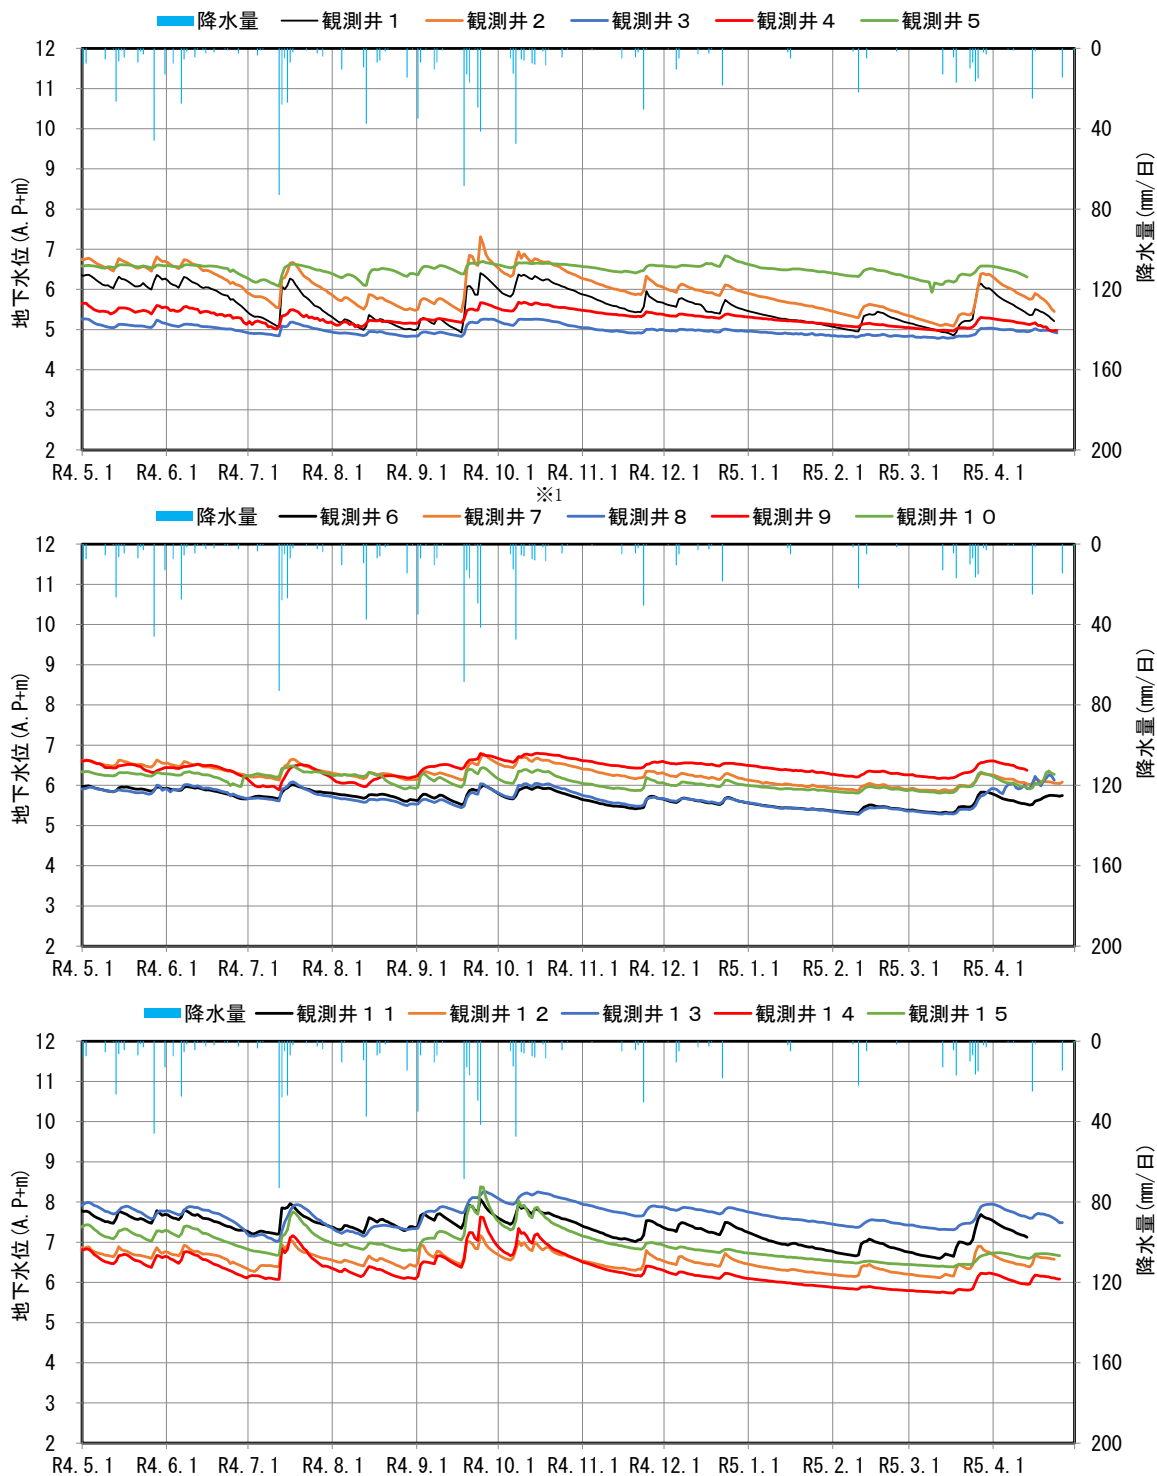 降水量 観測井１ 観測井２ 観測井３ 観測井４ 観測井５
12 11 10 9 8 7 6 5 4 3 2
地下水位(A.P+m)
0 40 80 120 160 200
降水量(mm/日)
R4.5.1 R4.6.1 R4.7.1 R4.8.1 R4.9.1 R4.10.1 R4.11.1 R4.12.1 R5.1.1 R5.2.1 R5.3.1 R5.4.1
※1
降水量 観測井６ 観測井７ 観測井８ 観測井９ 観測井１０
12 11 10 9 8 7 6 5 4 3 2
地下水位(A.P+m)
0 40 80 120 160 200
降水量(mm/日)
R4.5.1 R4.6.1 R4.7.1 R4.8.1 R4.9.1 R4.10.1 R4.11.1 R4.12.1 R5.1.1 R5.2.1 R5.3.1 R5.4.1
降水量 観測井１１ 観測井１２ 観測井１３ 観測井１４ 観測井１５
12 11 10 9 8 7 6 5 4 3 2
地下水位(A.P+m)
0 40 80 120 160 200
降水量(mm/日)
R4.5.1 R4.6.1 R4.7.1 R4.8.1 R4.9.1 R4.10.1 R4.11.1 R4.12.1 R5.1.1 R5.2.1 R5.3.1 R5.4.1